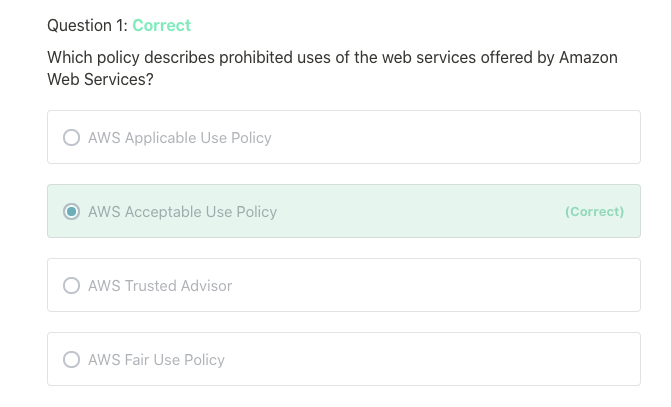 Question 1: Correct
Which policy describes prohibited uses of the web services offered by Amazon
Web Services?
AWS Applicable Use Policy
AWS Acceptable Use Policy (Correct)
AWS Trusted Advisor
AWS Fair Use Policy